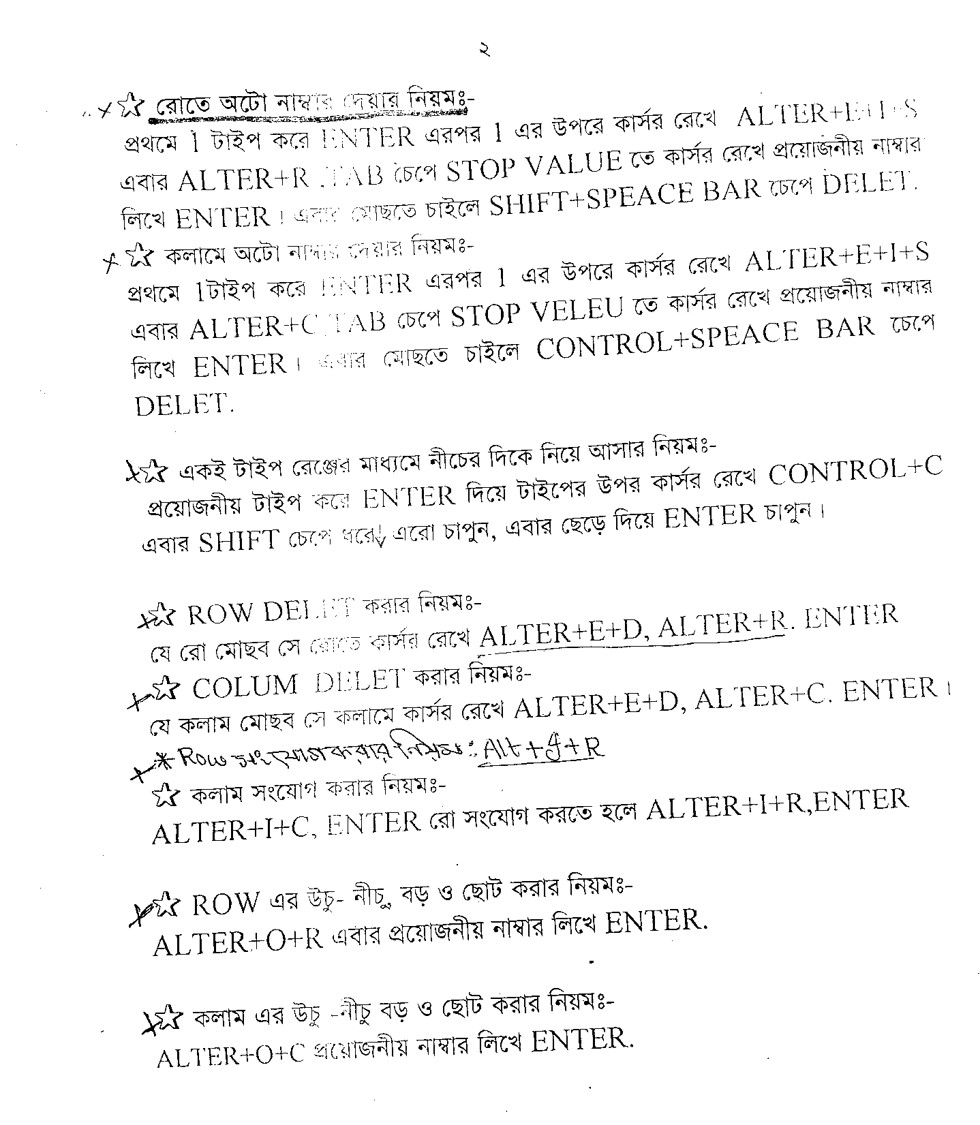 ২
☆ রোতে অটো নাম্বার দেয়ার নিয়মঃ-
প্রথমে 1 টাইপ করে ENTER এরপর 1 এর উপরে কার্সর রেখে ALTER+E+I+S
এবার ALTER+R .TAB চেপে STOP VALUE তে কার্সর রেখে প্রয়োজনীয় নাম্বার
লিখে ENTER। এবার মোছতে চাইলে SHIFT+SPEACE BAR চেপে DELET.
☆ কলামে অটো নাম্বার দেয়ার নিয়মঃ-
প্রথমে 1টাইপ করে ENTER এরপর 1 এর উপরে কার্সর রেখে ALTER+E+I+S
এবার ALTER+C TAB চেপে STOP VELEU তে কার্সর রেখে প্রয়োজনীয় নাম্বার
লিখে ENTER। এবার মোছতে চাইলে CONTROL+SPEACE BAR চেপে
DELET.
☆ একই টাইপ রেঞ্জের মাধ্যমে নীচের দিকে নিয়ে আসার নিয়মঃ-
প্রয়োজনীয় টাইপ করে ENTER দিয়ে টাইপের উপর কার্সর রেখে CONTROL+C
এবার SHIFT চেপে ধরে↓ এরো চাপুন, এবার ছেড়ে দিয়ে ENTER চাপুন।
☆ ROW DELET করার নিয়মঃ-
যে রো মোছব সে রোতে কার্সর রেখে ALTER+E+D, ALTER+R. ENTER
☆ COLUM DELET করার নিয়মঃ-
যে কলাম মোছব সে কলামে কার্সর রেখে ALTER+E+D, ALTER+C. ENTER।
* Row সংযোগ করার নিয়মঃ Alt+I+R
☆ কলাম সংযোগ করার নিয়মঃ-
ALTER+I+C, ENTER রো সংযোগ করতে হলে ALTER+I+R,ENTER
☆ ROW এর উচু- নীচু, বড় ও ছোট করার নিয়মঃ-
ALTER+O+R এবার প্রয়োজনীয় নাম্বার লিখে ENTER.
☆ কলাম এর উচু -নীচু বড় ও ছোট করার নিয়মঃ-
ALTER+O+C প্রয়োজনীয় নাম্বার লিখে ENTER.